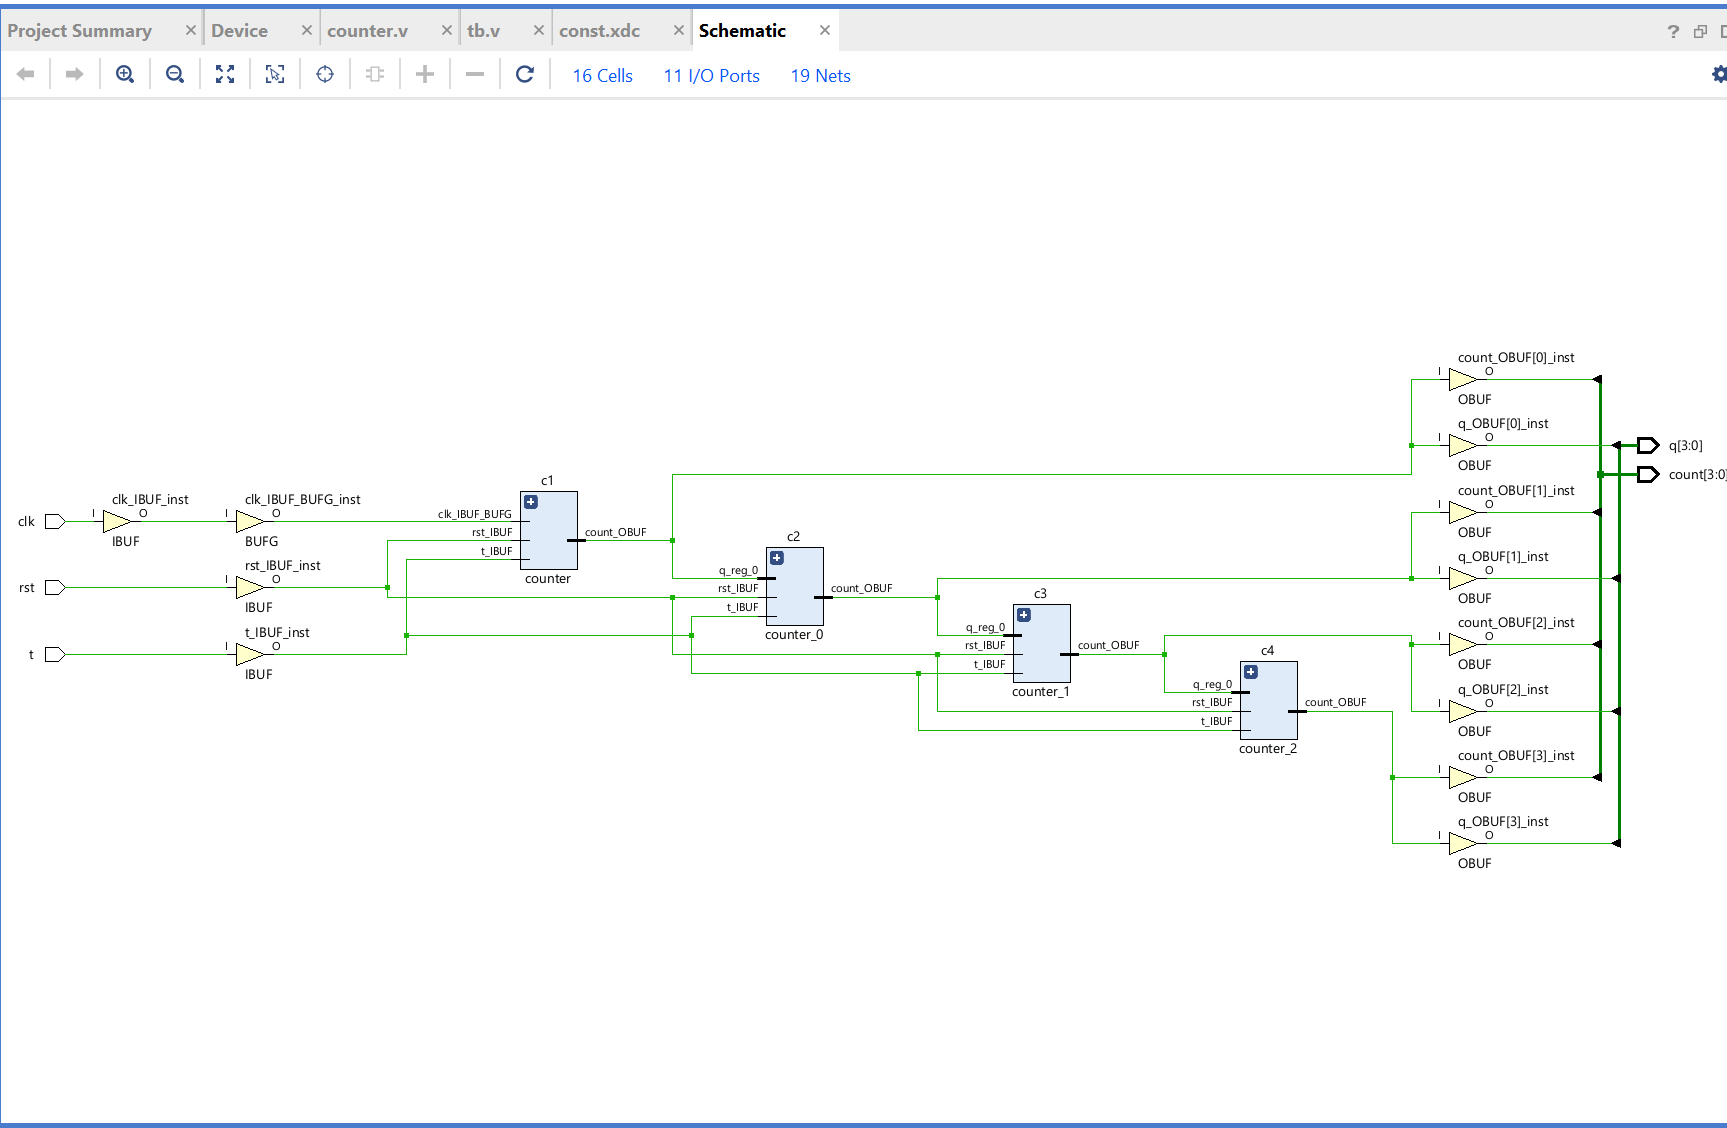 Project Summary × Device × counter.v × tb.v × const.xdc × Schematic ×
?
16 Cells 11 I/O Ports 19 Nets
count_OBUF[0]_inst
I O
OBUF
q_OBUF[0]_inst
I O
OBUF
q[3:0]
count[3:0]
c1
clk_IBUF_inst
clk_IBUF_BUFG_inst
clk
I O
IBUF
I O
BUFG
clk_IBUF_BUFG
rst_IBUF
t_IBUF
count_OBUF
counter
count_OBUF[1]_inst
I O
OBUF
q_OBUF[1]_inst
I O
OBUF
rst_IBUF_inst
rst
I O
IBUF
c2
q_reg_0
rst_IBUF
t_IBUF
count_OBUF
counter_0
t_IBUF_inst
t
I O
IBUF
c3
q_reg_0
rst_IBUF
t_IBUF
count_OBUF
counter_1
count_OBUF[2]_inst
I O
OBUF
q_OBUF[2]_inst
I O
OBUF
c4
q_reg_0
rst_IBUF
t_IBUF
count_OBUF
counter_2
count_OBUF[3]_inst
I O
OBUF
q_OBUF[3]_inst
I O
OBUF